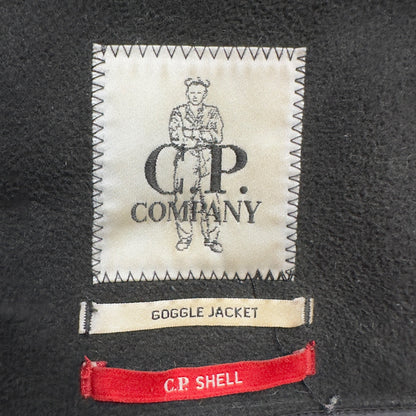 C.P.
COMPANY
GOGGLE JACKET
C.P. SHELL